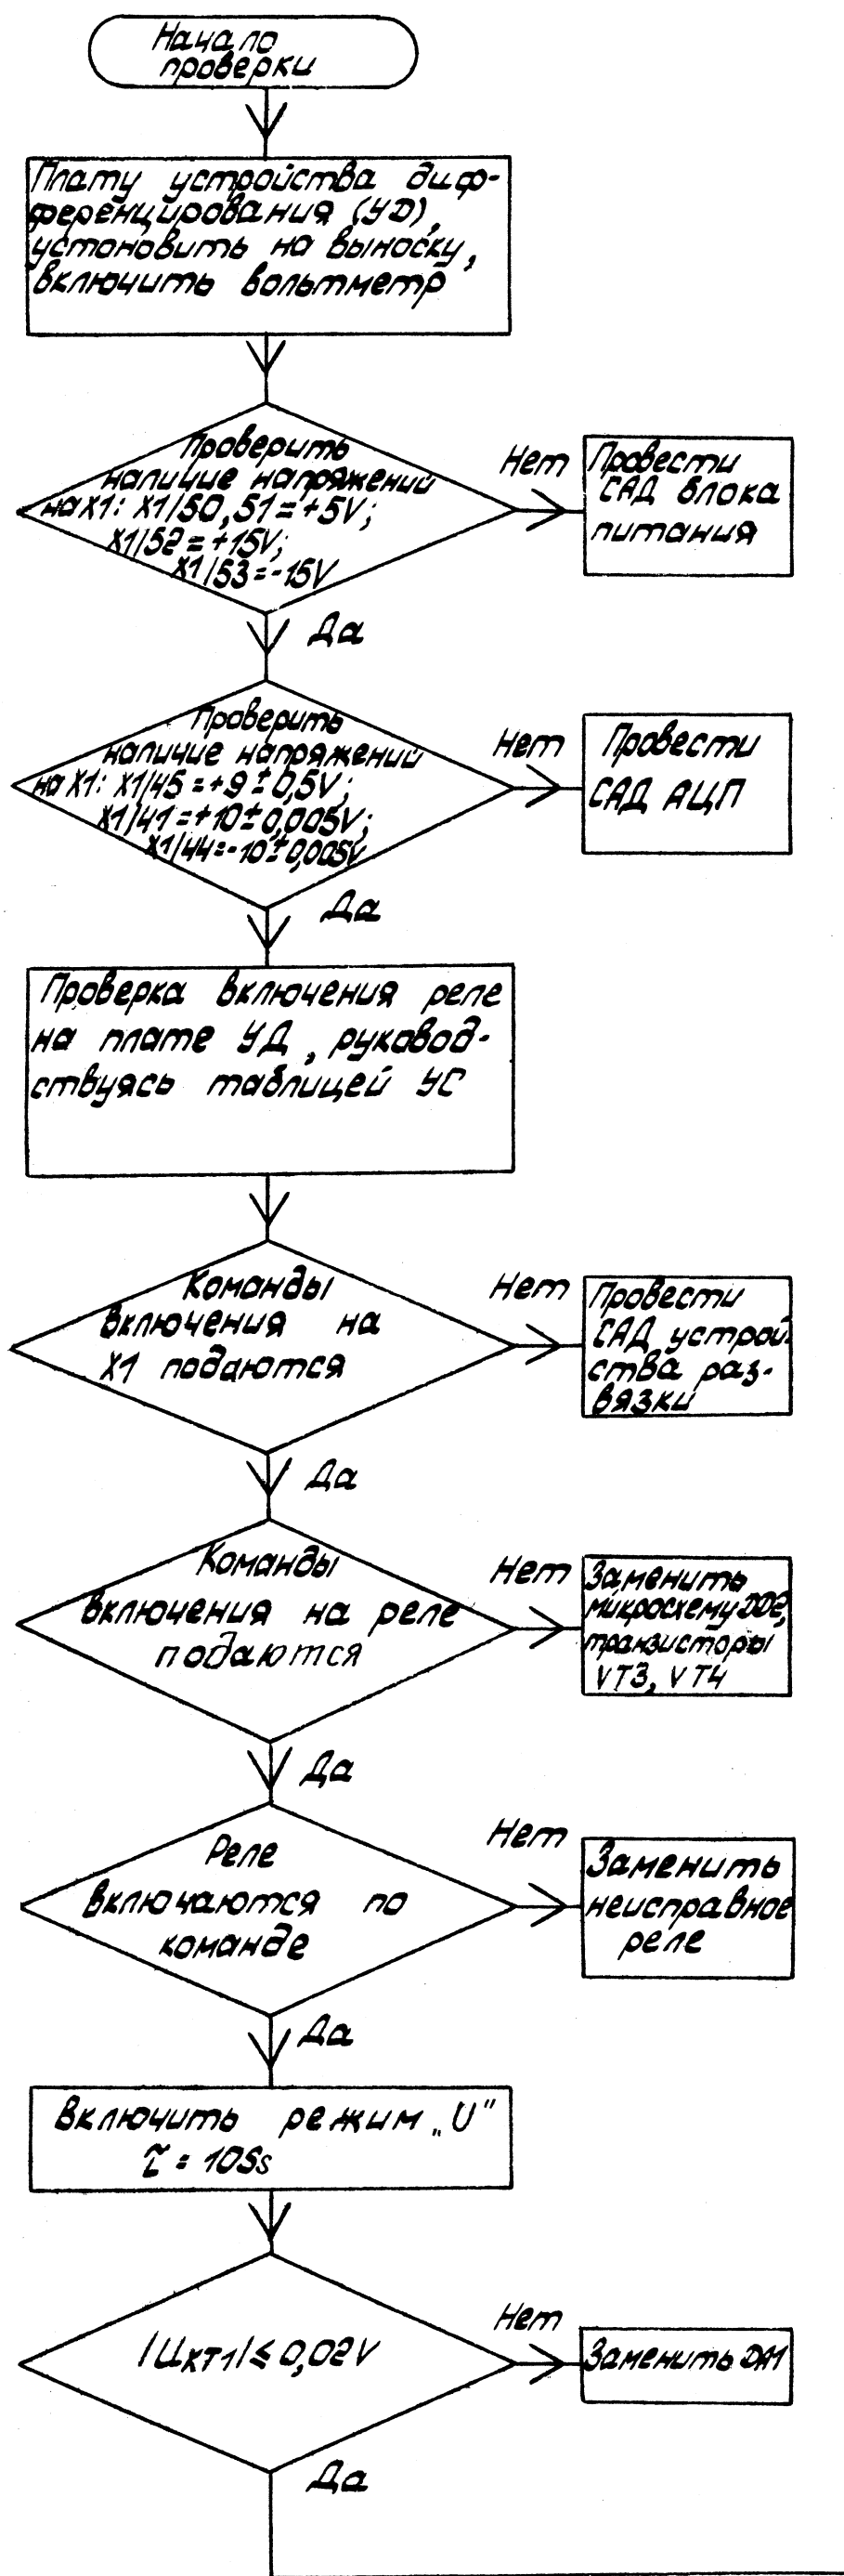 Начало
проверки
Плату устройства диф-
ференцирования (УД),
установить на выноску,
включить вольтметр
Проверить
наличие напряжений
на X1: X1/50, 51 = +5V;
X1/52 = +15V;
X1/53 = -15V
Нет
Провести
САД блока
питания
Да
Проверить
наличие напряжений
на X1: X1/45 = +9 ± 0,5V;
X1/41 = +10 ± 0,005V;
X1/44 = -10 ± 0,005V
Нет
Провести
САД АЦП
Да
Проверка включения реле
на плате УД, руковод-
ствуясь таблицей УС
Команды
включения на
X1 подаются
Нет
Провести
САД устрой-
ства раз-
вязки
Да
Команды
включения на реле
подаются
Нет
Заменить
микросхему DD2,
транзисторы
VT3, VT4
Да
Реле
включаются по
команде
Нет
Заменить
неисправное
реле
Да
Включить режим „U"
τ = 10Ss
|UКТ1| ≤ 0,02V
Нет
Заменить DA1
Да